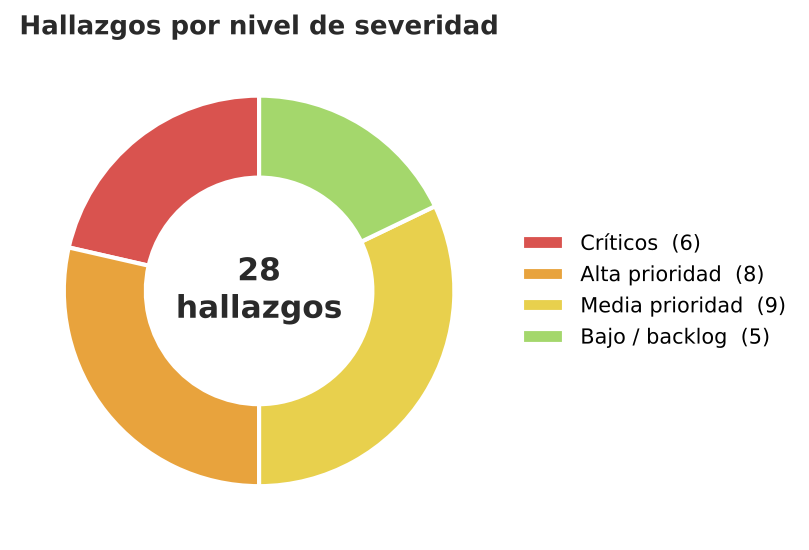 Hallazgos por nivel de severidad
28
hallazgos
Críticos (6)
Alta prioridad (8)
Media prioridad (9)
Bajo / backlog (5)